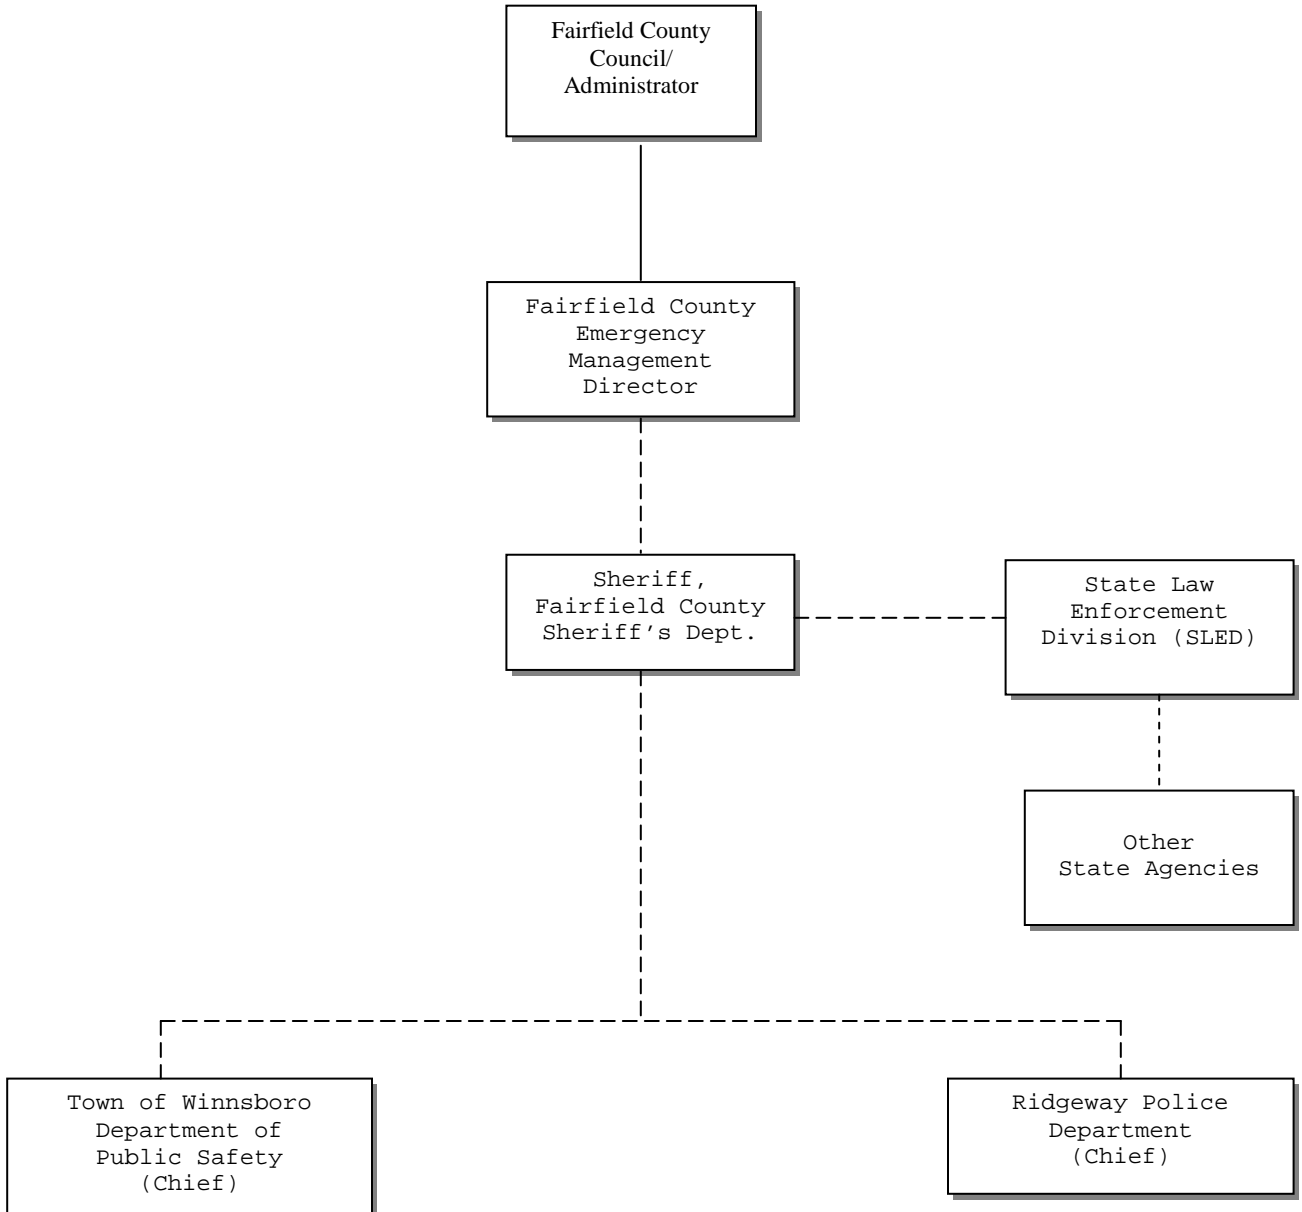 Fairfield County
Council/
Administrator
Fairfield County
Emergency
Management
Director
Sheriff,
Fairfield County
Sheriff's Dept.
State Law
Enforcement
Division (SLED)
Other
State Agencies
Town of Winnsboro
Department of
Public Safety
(Chief)
Ridgeway Police
Department
(Chief)